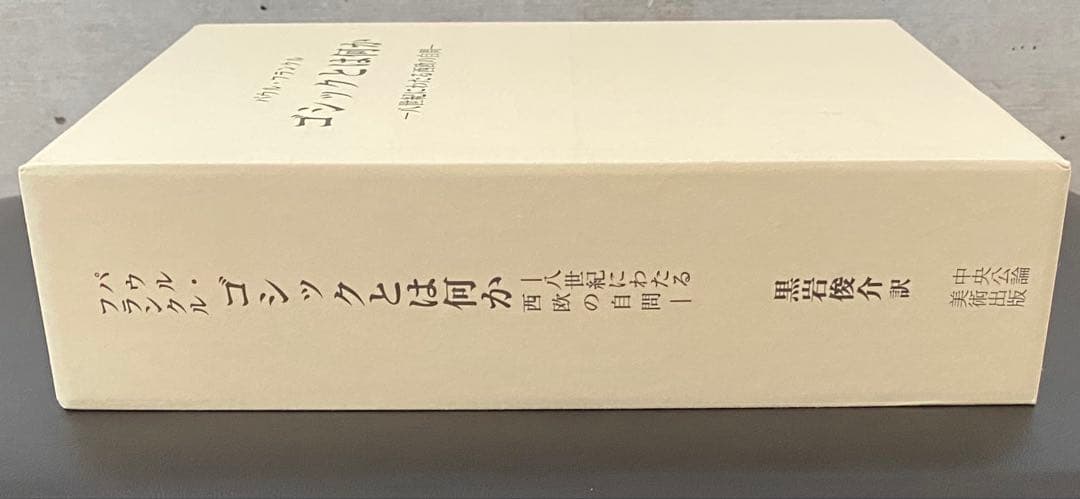 パウル・フランクル
ゴシックとは何か
―八世紀にわたる西欧の自問―
パウル・
フランクル
ゴシックとは何か
―八世紀にわたる
西欧の自問―
黒岩俊介 訳
中央公論
美術出版